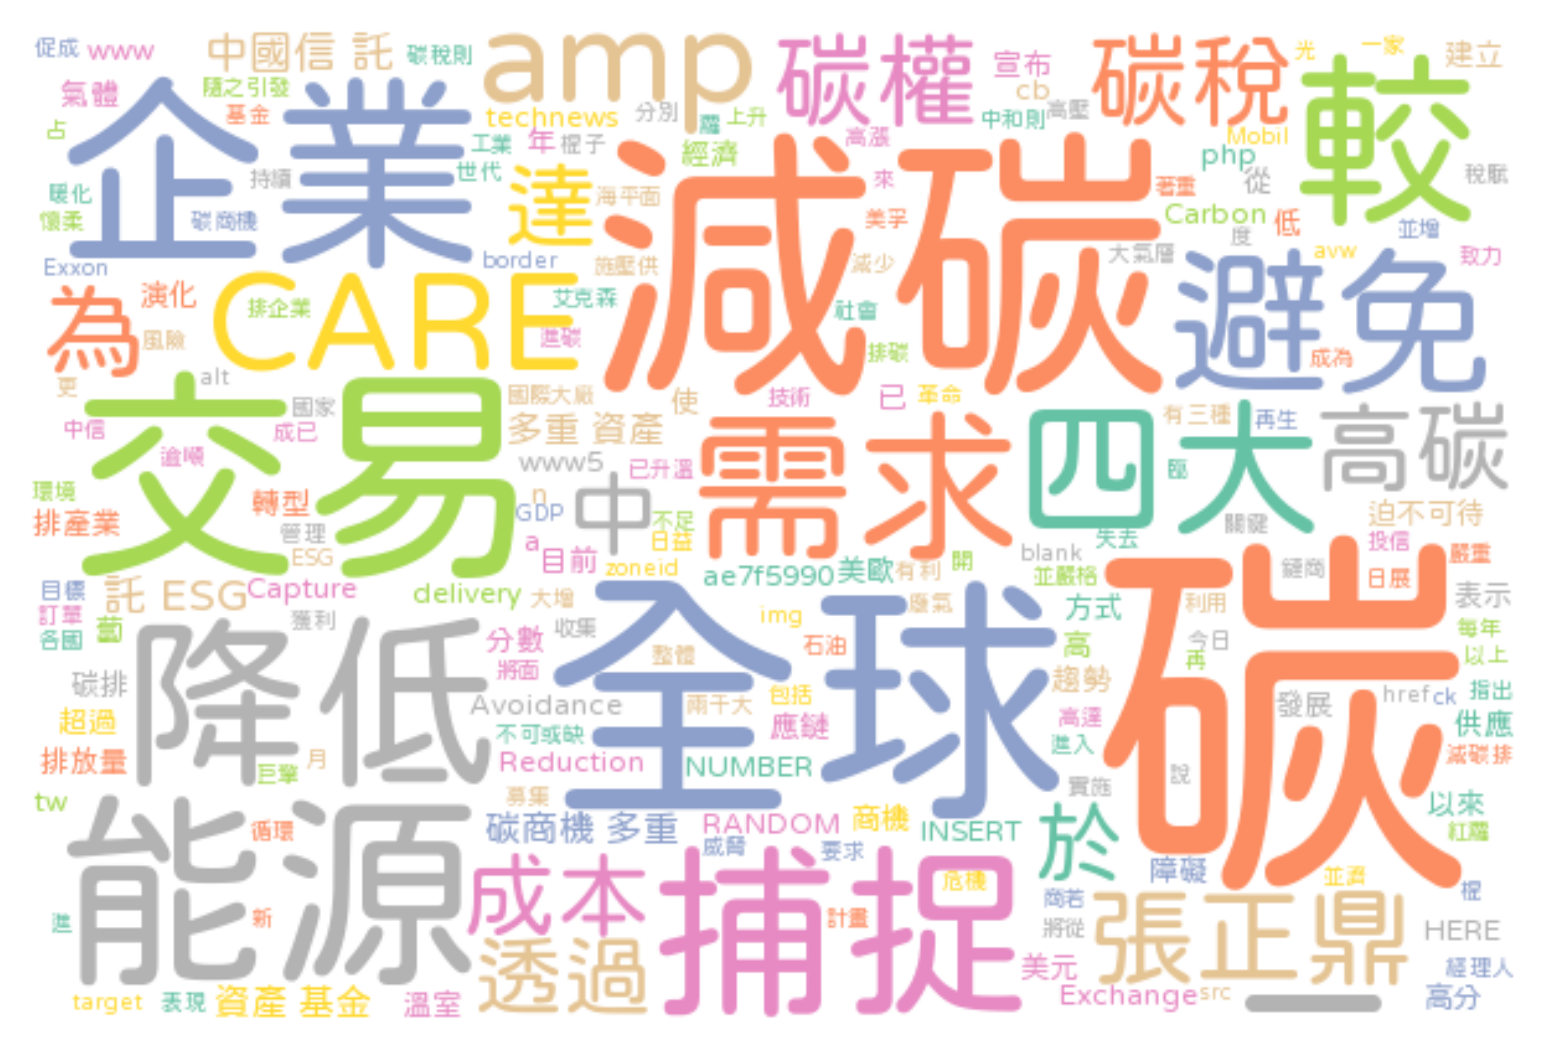 促成 www 中國信 託 碳稅則 amp 碳權 宣布 碳稅 光 一家 建立
氣體 隨之引發 cb 較
占 企業 基金 technews 分別 蘿 上升 中和則 高壓 Mobil
工業 年 棍子 經濟 高漲 php
暖化 持續 世代 達 海平面 減碳 來 著重 從 稅賦
懷柔 碳商機 美孚 Carbon 低 並增
Exxon border 施壓供 減少 大氣層 度 avw 致力
為 演化 CARE 排企業 艾克森 社會 避免
風險 進碳 排碳 成為
更 alt 國家 國際大廠 使 技術 已 革命 有三種 再生 高碳
中信 成已 交易 多重 資產 需求 四大
逾噸 www5 已升溫 臨
環境 轉型 n 中 迫不可待
排產業 管理 GDP 不足 關鍵 投信
ESG a 目前 日益 blank 失去 嚴重
目標 託 ESG Capture delivery 大增 zoneid ae7f5990 美歐 有利 開 並嚴格 鏈商 日展 表示
訂單 獲利 全球 img 廢氣 方式 利用 碳
各國 藟 降低 分數 收集 石油 高 今日 每年
碳排 將面 整體 趨勢 再 以上
超過 Avoidance 兩千大 包括 高達 發展 href ck 指出
不可或缺 應鏈 進入 供應
排放量 巨擘 月 Reduction NUMBER 說 減碳排
tw 募集 實施 以來
能源 循環 碳商機 多重 RANDOM 商機 INSERT 於 紅蘿
威脅 要求 障礙 並濟
成本 捕捉 危機 商若 棍
進 新 計畫 將從 張正鼎 HERE
透過 美元 經理人
target 表現 資產 基金 溫室 Exchange src 一 高分